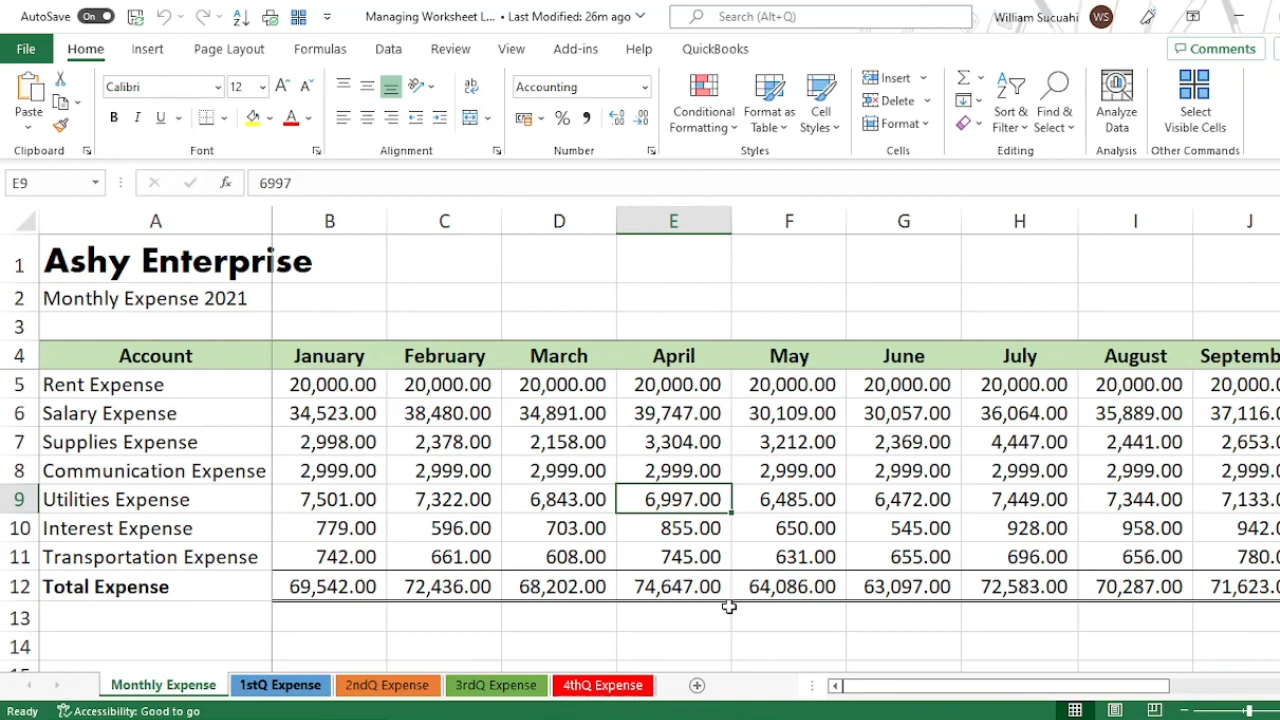 AutoSave On Managing Worksheet L... • Last Modified: 26m ago Search (Alt+Q) William Sucuahi WS
File Home Insert Page Layout Formulas Data Review View Add-ins Help QuickBooks Comments
Paste Calibri 12 Accounting Conditional Formatting Format as Table Cell Styles Insert Delete Format Sort & Filter Find & Select Analyze Data Select Visible Cells
Clipboard Font Alignment Number Styles Cells Editing Analysis Other Commands
E9 fx 6997
A B C D E F G H I J
1 Ashy Enterprise
2 Monthly Expense 2021
3
4 Account January February March April May June July August Septemb
5 Rent Expense 20,000.00 20,000.00 20,000.00 20,000.00 20,000.00 20,000.00 20,000.00 20,000.00 20,000.0
6 Salary Expense 34,523.00 38,480.00 34,891.00 39,747.00 30,109.00 30,057.00 36,064.00 35,889.00 37,116.0
7 Supplies Expense 2,998.00 2,378.00 2,158.00 3,304.00 3,212.00 2,369.00 4,447.00 2,441.00 2,653.0
8 Communication Expense 2,999.00 2,999.00 2,999.00 2,999.00 2,999.00 2,999.00 2,999.00 2,999.00 2,999.0
9 Utilities Expense 7,501.00 7,322.00 6,843.00 6,997.00 6,485.00 6,472.00 7,449.00 7,344.00 7,133.0
10 Interest Expense 779.00 596.00 703.00 855.00 650.00 545.00 928.00 958.00 942.0
11 Transportation Expense 742.00 661.00 608.00 745.00 631.00 655.00 696.00 656.00 780.0
12 Total Expense 69,542.00 72,436.00 68,202.00 74,647.00 64,086.00 63,097.00 72,583.00 70,287.00 71,623.0
13
14
Monthly Expense 1stQ Expense 2ndQ Expense 3rdQ Expense 4thQ Expense
Ready Accessibility: Good to go